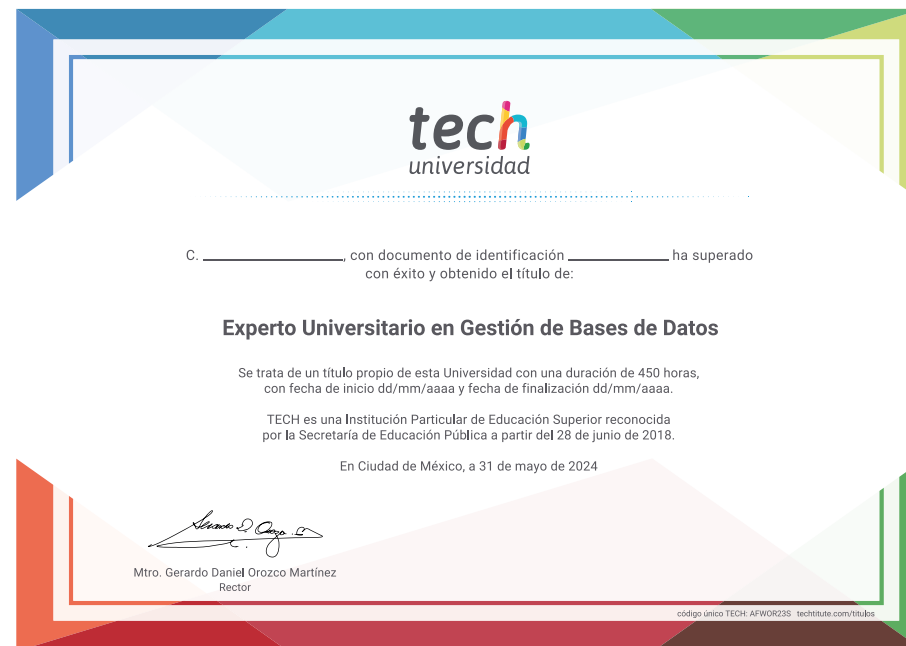 tech
universidad
C. ____________________, con documento de identificación ______________ ha superado
con éxito y obtenido el título de:
Experto Universitario en Gestión de Bases de Datos
Se trata de un título propio de esta Universidad con una duración de 450 horas,
con fecha de inicio dd/mm/aaaa y fecha de finalización dd/mm/aaaa.
TECH es una Institución Particular de Educación Superior reconocida
por la Secretaría de Educación Pública a partir del 28 de junio de 2018.
En Ciudad de México, a 31 de mayo de 2024
Mtro. Gerardo Daniel Orozco Martínez
Rector
código único TECH: AFWOR23S techtitute.com/titulos